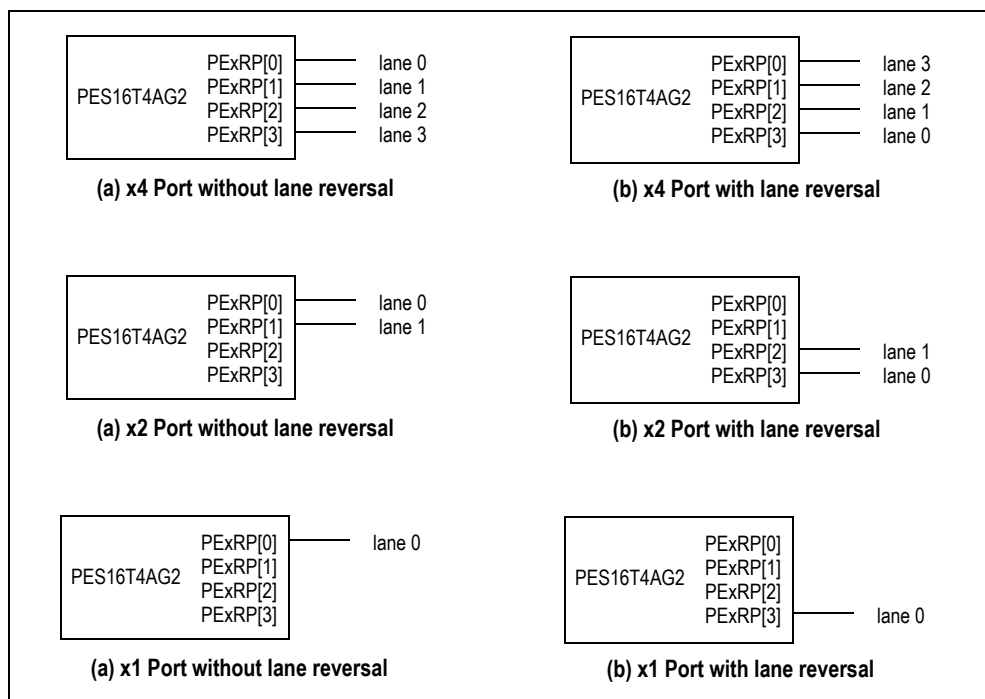 PES16T4AG2
PExRP[0] lane 0
PExRP[1] lane 1
PExRP[2] lane 2
PExRP[3] lane 3
(a) x4 Port without lane reversal
PES16T4AG2
PExRP[0] lane 3
PExRP[1] lane 2
PExRP[2] lane 1
PExRP[3] lane 0
(b) x4 Port with lane reversal
PES16T4AG2
PExRP[0] lane 0
PExRP[1] lane 1
PExRP[2]
PExRP[3]
(a) x2 Port without lane reversal
PES16T4AG2
PExRP[0]
PExRP[1]
PExRP[2] lane 1
PExRP[3] lane 0
(b) x2 Port with lane reversal
PES16T4AG2
PExRP[0] lane 0
PExRP[1]
PExRP[2]
PExRP[3]
(a) x1 Port without lane reversal
PES16T4AG2
PExRP[0]
PExRP[1]
PExRP[2]
PExRP[3] lane 0
(b) x1 Port with lane reversal